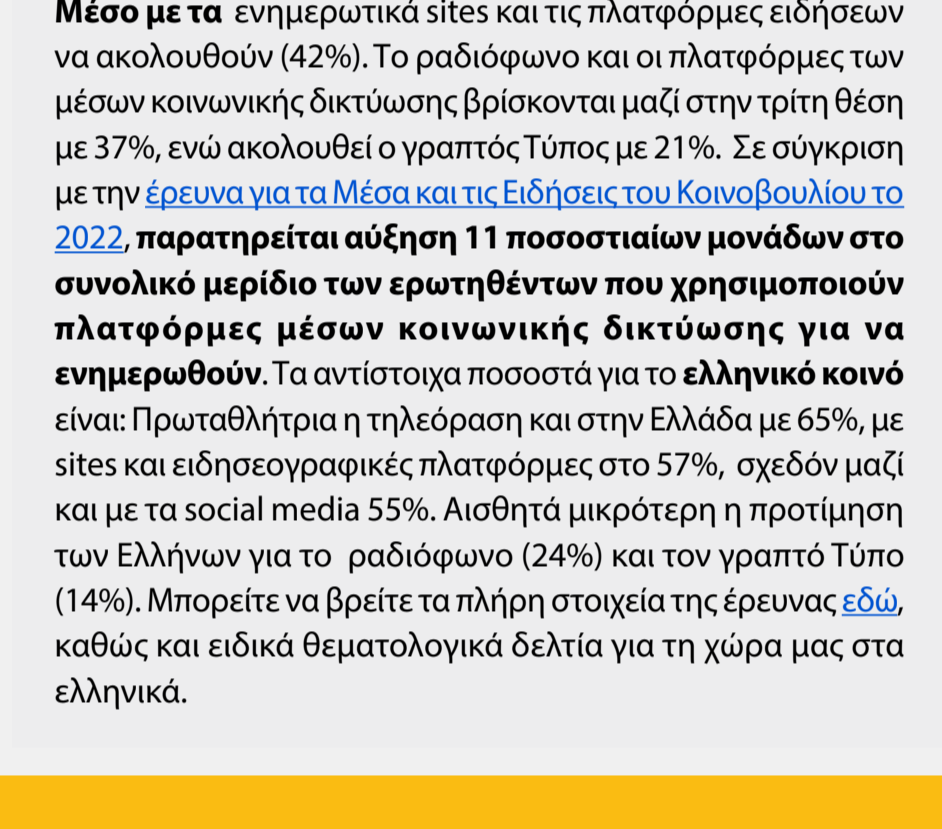 Μέσο με τα ενημερωτικά sites και τις πλατφόρμες ειδήσεων
να ακολουθούν (42%). Το ραδιόφωνο και οι πλατφόρμες των
μέσων κοινωνικής δικτύωσης βρίσκονται μαζί στην τρίτη θέση
με 37%, ενώ ακολουθεί ο γραπτός Τύπος με 21%. Σε σύγκριση
με την έρευνα για τα Μέσα και τις Ειδήσεις του Κοινοβουλίου το
2022, παρατηρείται αύξηση 11 ποσοστιαίων μονάδων στο
συνολικό μερίδιο των ερωτηθέντων που χρησιμοποιούν
πλατφόρμες μέσων κοινωνικής δικτύωσης για να
ενημερωθούν. Τα αντίστοιχα ποσοστά για το ελληνικό κοινό
είναι: Πρωταθλήτρια η τηλεόραση και στην Ελλάδα με 65%, με
sites και ειδησεογραφικές πλατφόρμες στο 57%, σχεδόν μαζί
και με τα social media 55%. Αισθητά μικρότερη η προτίμηση
των Ελλήνων για το ραδιόφωνο (24%) και τον γραπτό Τύπο
(14%). Μπορείτε να βρείτε τα πλήρη στοιχεία της έρευνας εδώ,
καθώς και ειδικά θεματολογικά δελτία για τη χώρα μας στα
ελληνικά.